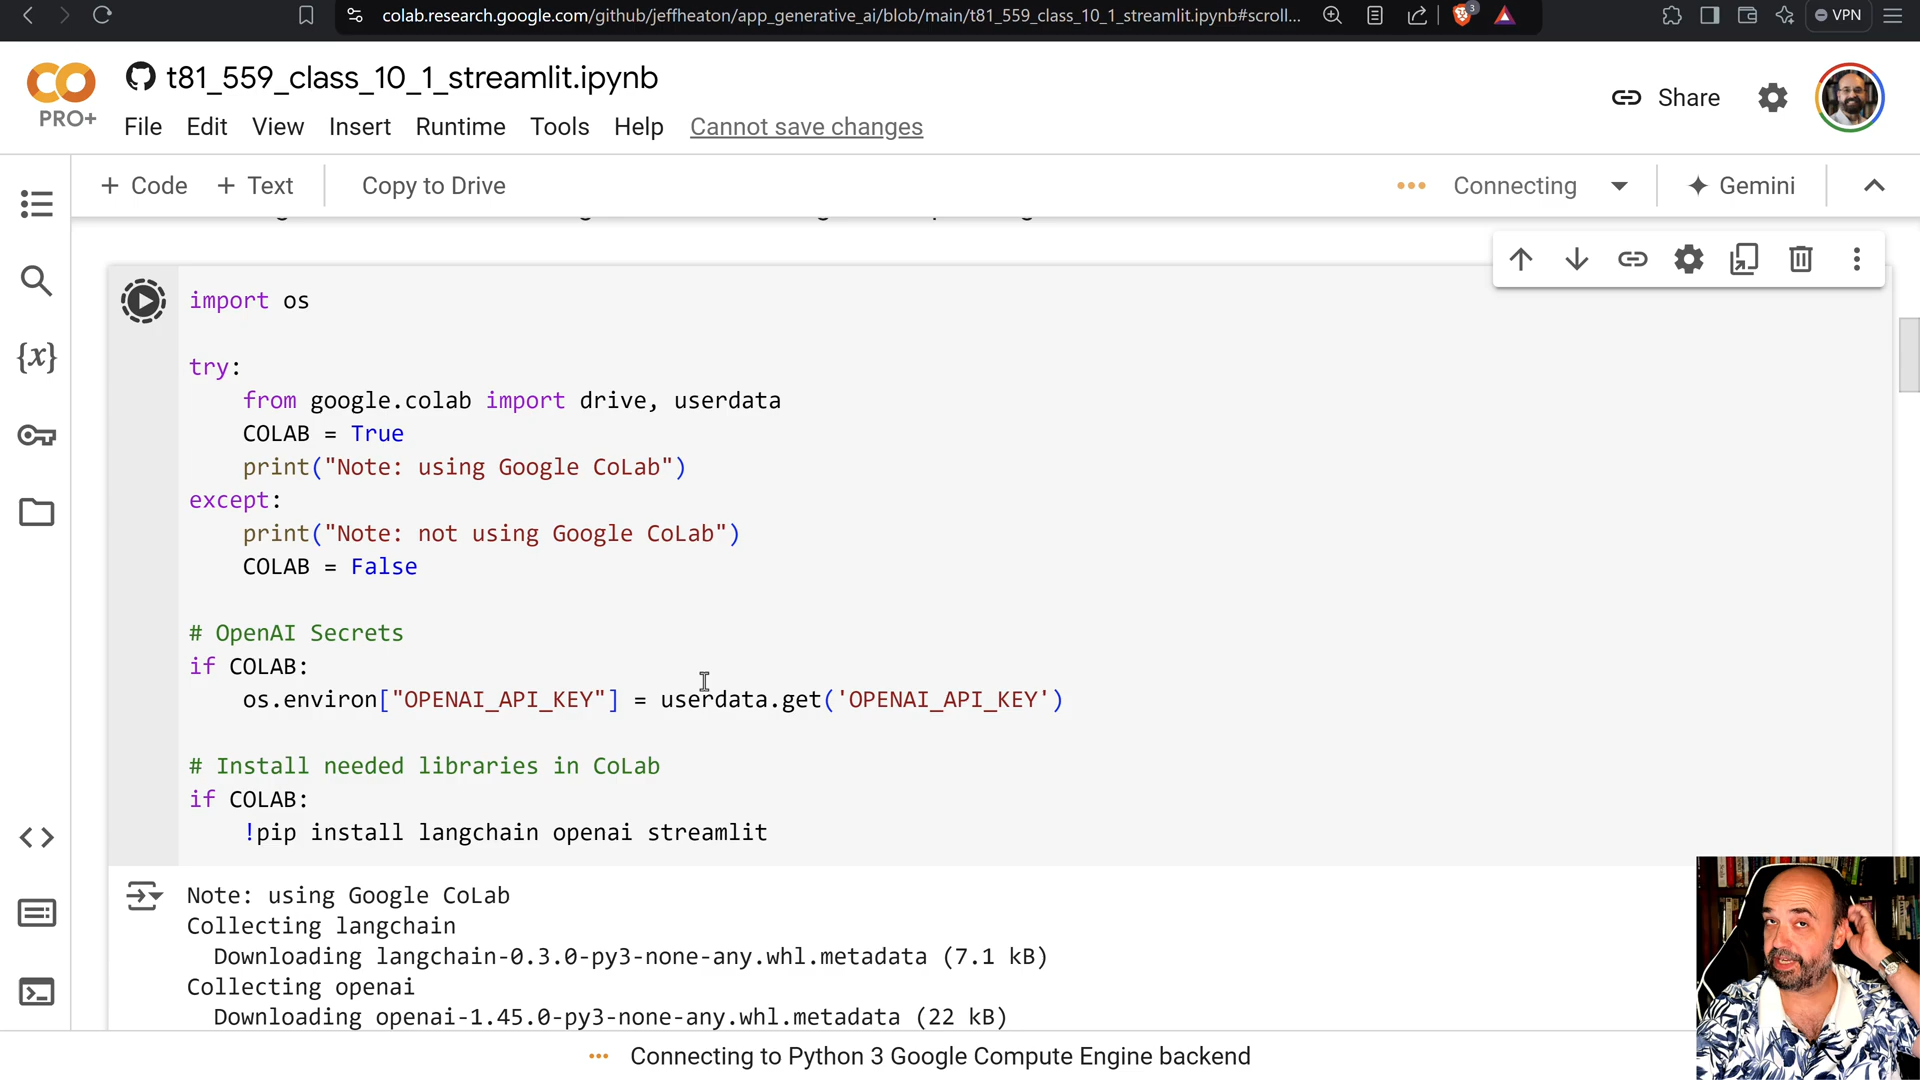 colab.research.google.com/github/jeffheaton/app_generative_ai/blob/main/t81_559_class_10_1_streamlit.ipynb#scroll...
3
VPN
CO
PRO+
t81_559_class_10_1_streamlit.ipynb
File Edit View Insert Runtime Tools Help Cannot save changes
Share
+ Code + Text Copy to Drive
Connecting
Gemini
import os
try:
from google.colab import drive, userdata
COLAB = True
print("Note: using Google CoLab")
except:
print("Note: not using Google CoLab")
COLAB = False
# OpenAI Secrets
if COLAB:
os.environ["OPENAI_API_KEY"] = userdata.get('OPENAI_API_KEY')
# Install needed libraries in CoLab
if COLAB:
!pip install langchain openai streamlit
Note: using Google CoLab
Collecting langchain
Downloading langchain-0.3.0-py3-none-any.whl.metadata (7.1 kB)
Collecting openai
Downloading openai-1.45.0-py3-none-any.whl.metadata (22 kB)
Connecting to Python 3 Google Compute Engine backend